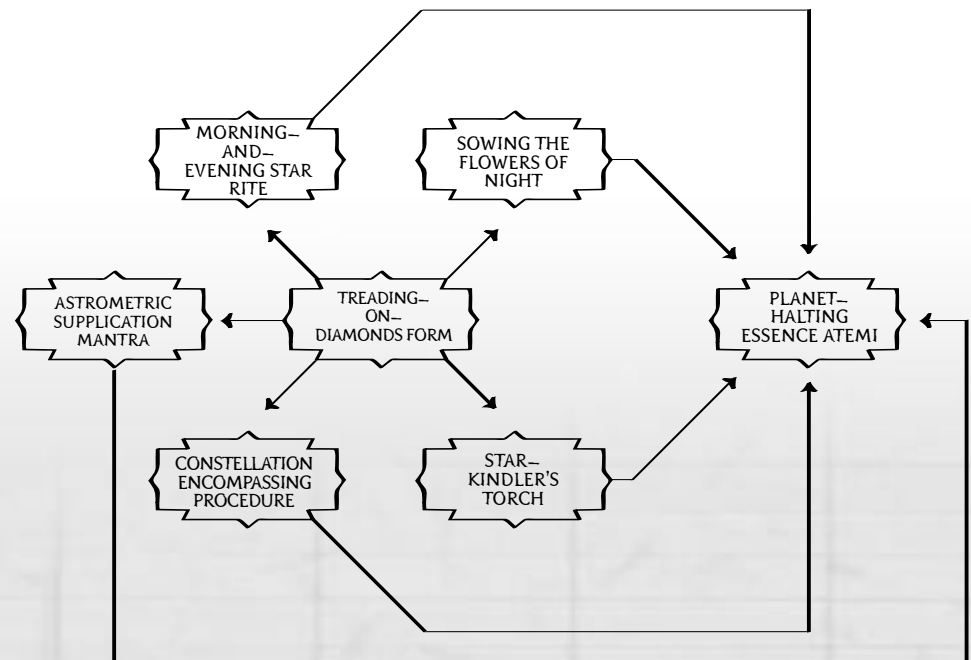 MORNING–
AND–
EVENING STAR
RITE
SOWING THE
FLOWERS OF
NIGHT
ASTROMETRIC
SUPPLICATION
MANTRA
TREADING–
ON–
DIAMONDS FORM
PLANET–
HALTING
ESSENCE ATEMI
CONSTELLATION
ENCOMPASSING
PROCEDURE
STAR–
KINDLER'S
TORCH